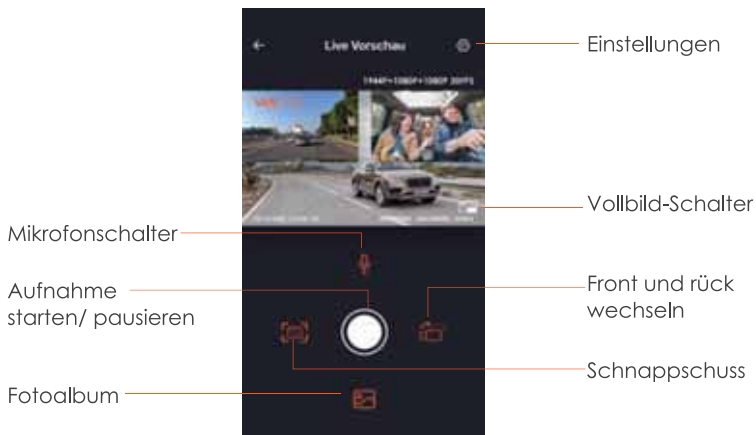 Live Vorschau
1944P+1080P+1080P 30FPS
Einstellungen
Vollbild-Schalter
Mikrofonschalter
Aufnahme
starten/ pausieren
Front und rück
wechseln
Schnappschuss
Fotoalbum